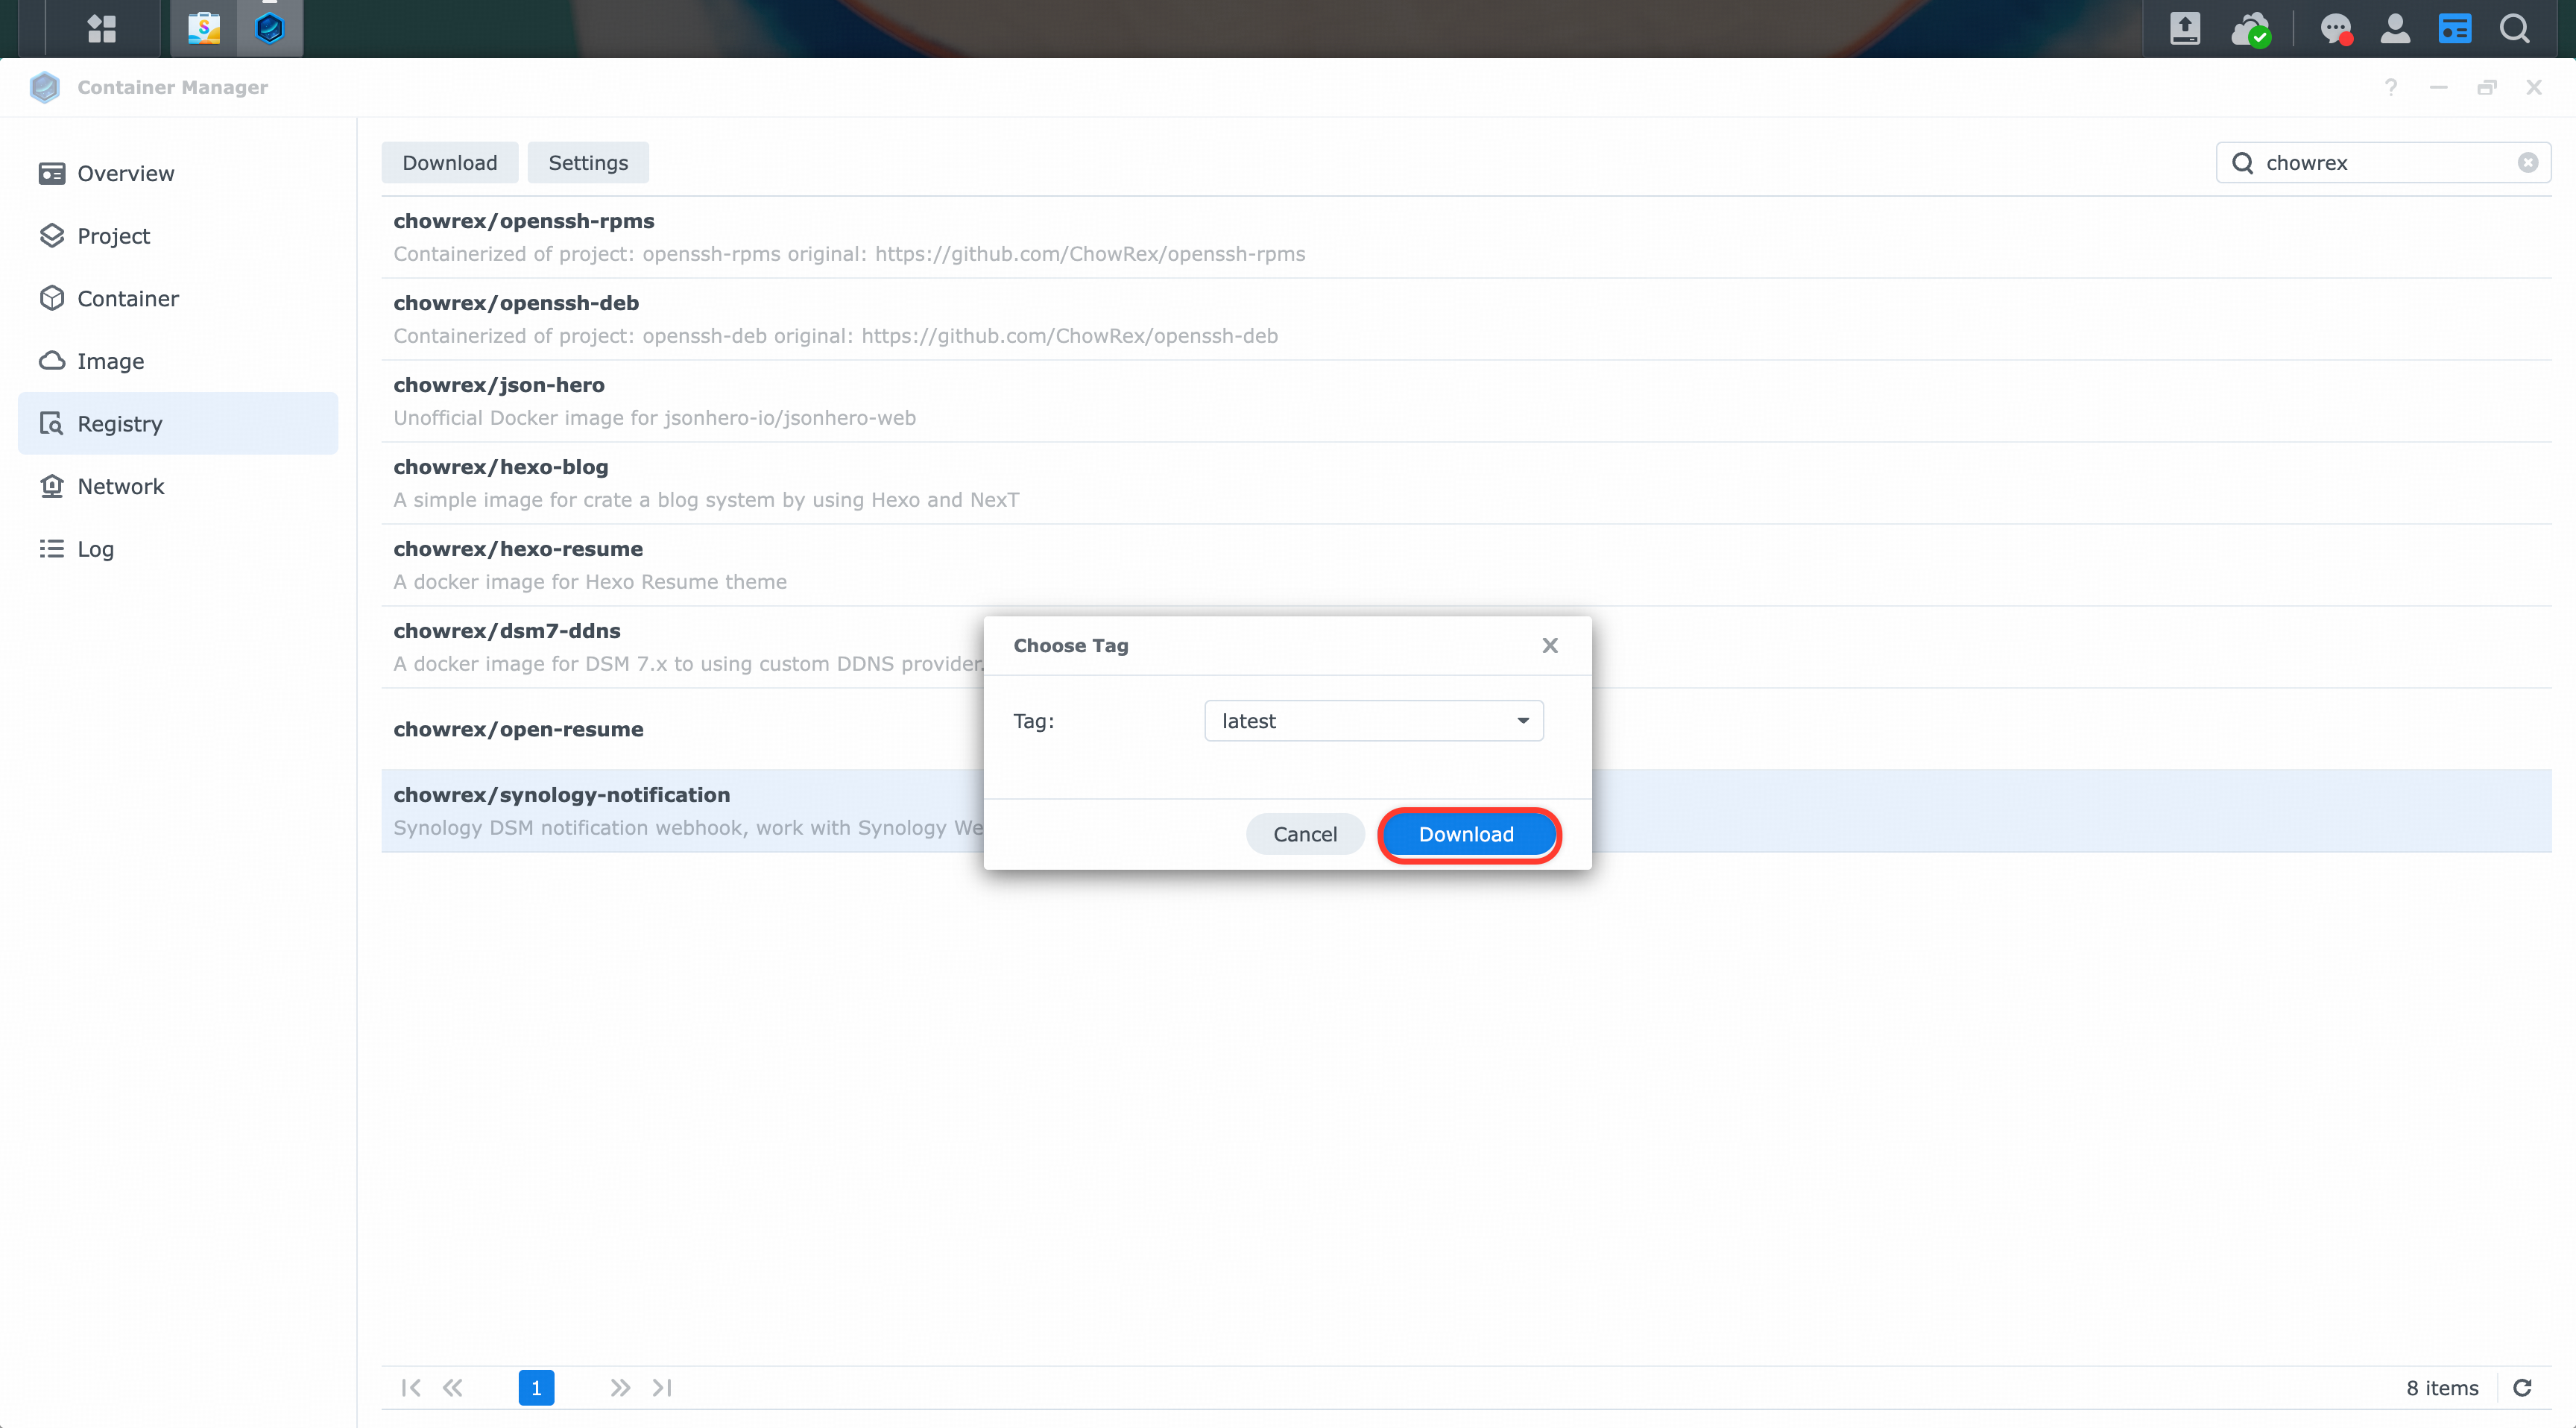 Container Manager
Overview
Project
Container
Image
Registry
Network
Log
Download
Settings
chowrex
chowrex/openssh-rpms
Containerized of project: openssh-rpms original: https://github.com/ChowRex/openssh-rpms
chowrex/openssh-deb
Containerized of project: openssh-deb original: https://github.com/ChowRex/openssh-deb
chowrex/json-hero
Unofficial Docker image for jsonhero-io/jsonhero-web
chowrex/hexo-blog
A simple image for crate a blog system by using Hexo and NexT
chowrex/hexo-resume
A docker image for Hexo Resume theme
chowrex/dsm7-ddns
A docker image for DSM 7.x to using custom DDNS provider.
chowrex/open-resume
chowrex/synology-notification
Synology DSM notification webhook, work with Synology We
Choose Tag
Tag:
latest
Cancel
Download
1
8 items